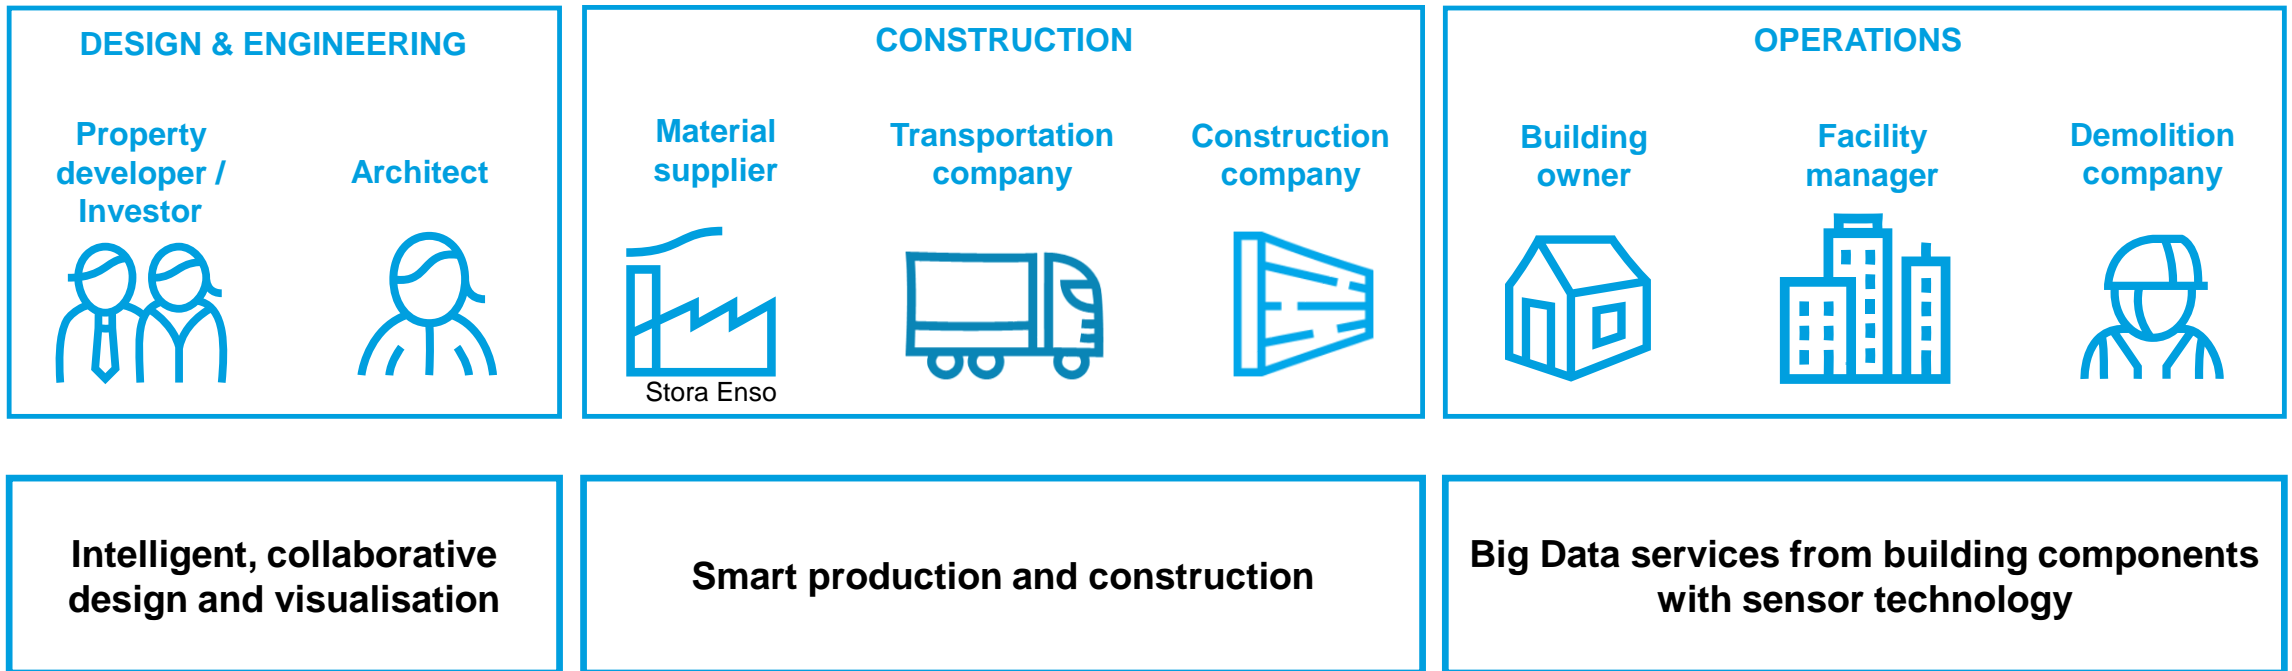 DESIGN & ENGINEERING
Property
developer /
Investor
Architect
CONSTRUCTION
Material
supplier
Stora Enso
Transportation
company
Construction
company
OPERATIONS
Building
owner
Facility
manager
Demolition
company
Intelligent, collaborative
design and visualisation
Smart production and construction
Big Data services from building components
with sensor technology